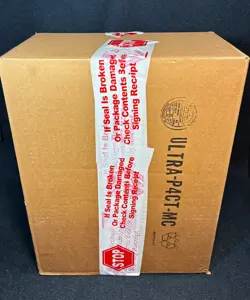 If Seal Is Broken
Or Package Damaged
Check Contents Before
Signing Receipt
If Seal Is Broken
Or Package Damaged
Check Contents Before
Signing Receipt
STOP
ULTRA-PACT-MC